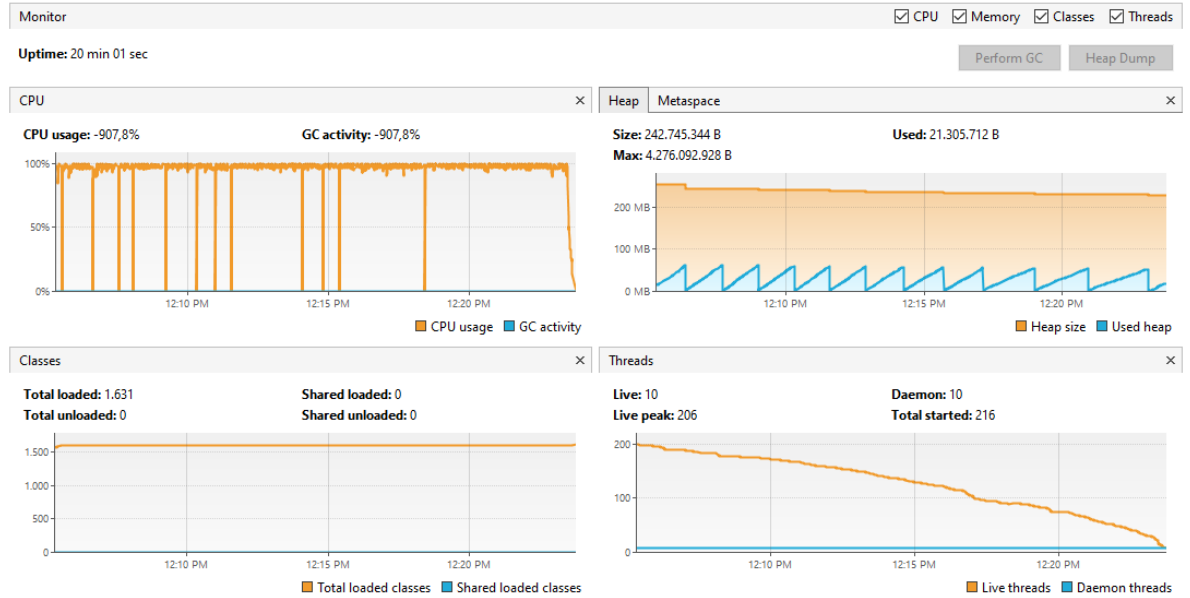 Monitor
CPU Memory Classes Threads
Uptime: 20 min 01 sec
Perform GC Heap Dump
CPU
CPU usage: -907,8% GC activity: -907,8%
100%
50%
0%
12:10 PM 12:15 PM 12:20 PM
CPU usage GC activity
Heap Metaspace
Size: 242.745.344 B Used: 21.305.712 B
Max: 4.276.092.928 B
200 MB
100 MB
0 MB
12:10 PM 12:15 PM 12:20 PM
Heap size Used heap
Classes
Total loaded: 1.631 Shared loaded: 0
Total unloaded: 0 Shared unloaded: 0
1.500
1.000
500
0
12:10 PM 12:15 PM 12:20 PM
Total loaded classes Shared loaded classes
Threads
Live: 10 Daemon: 10
Live peak: 206 Total started: 216
200
100
0
12:10 PM 12:15 PM 12:20 PM
Live threads Daemon threads